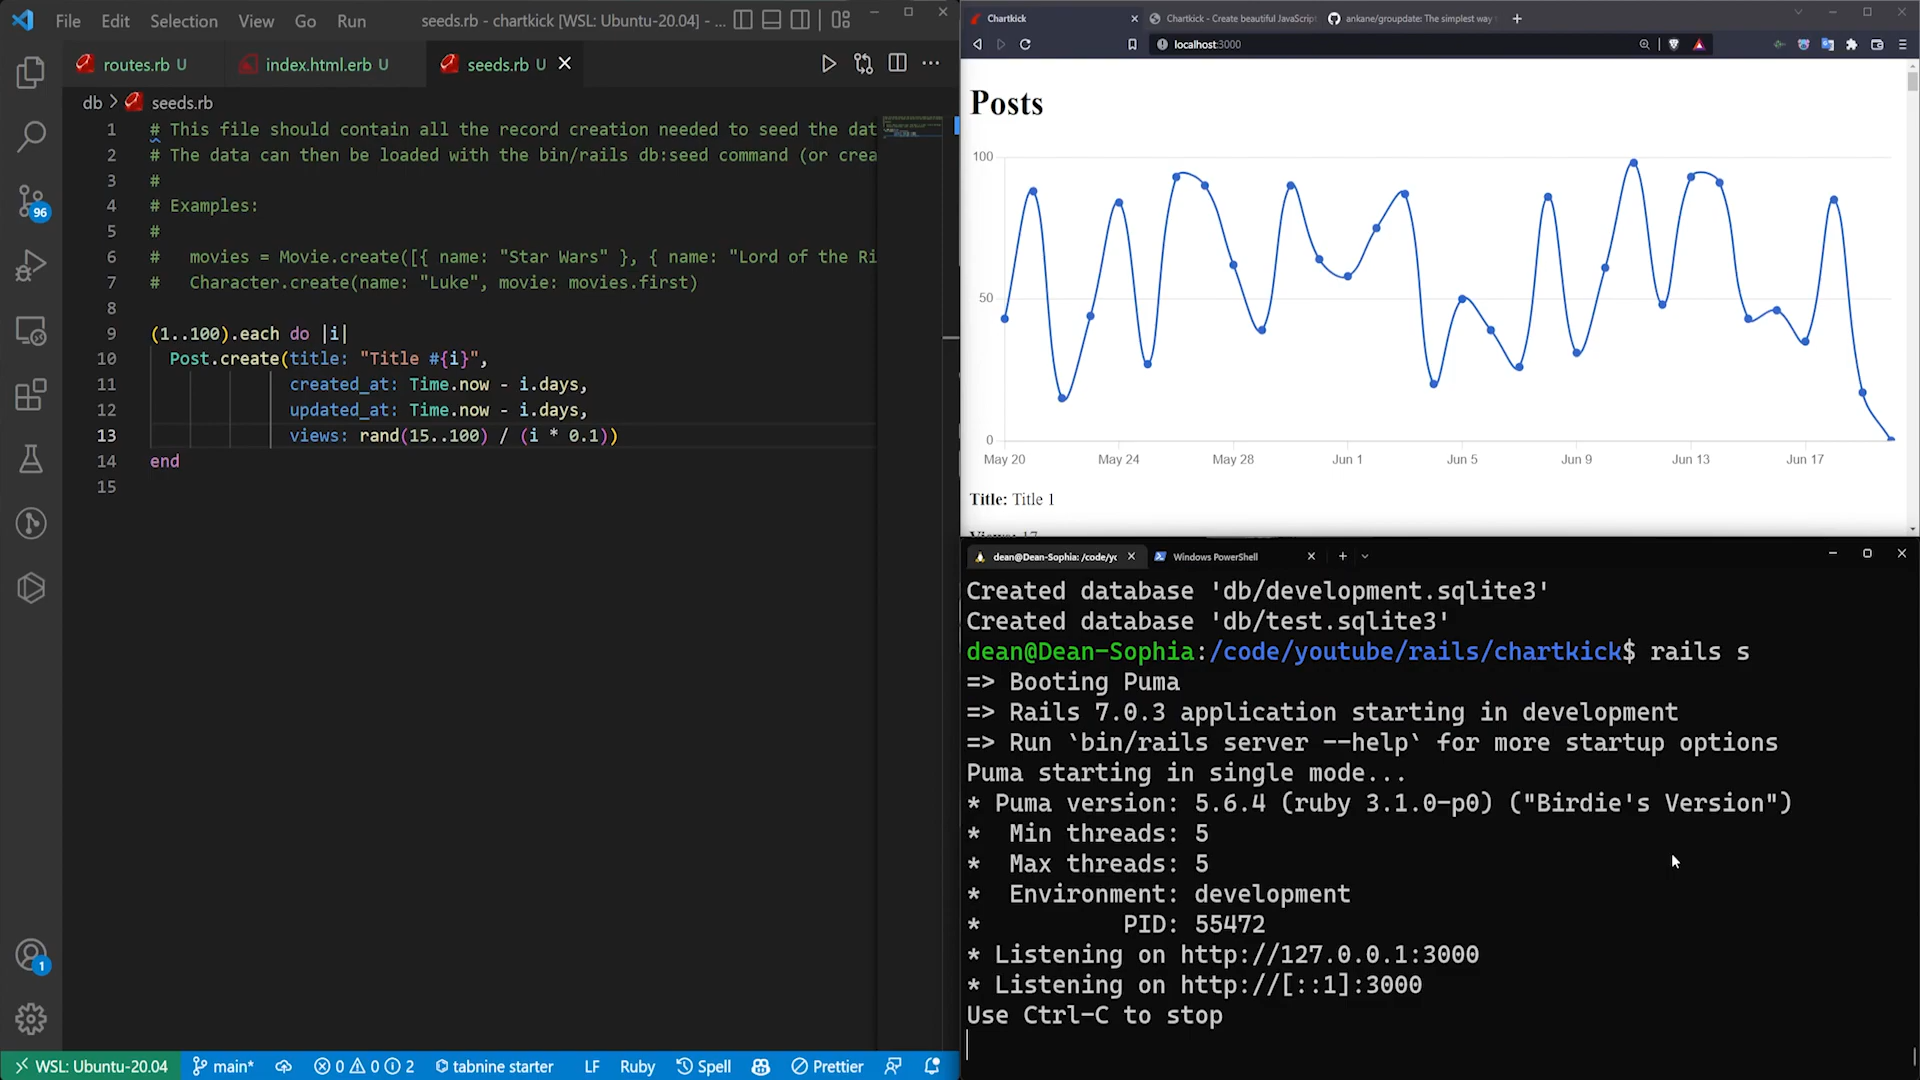 File Edit Selection View Go Run seeds.rb - chartkick [WSL: Ubuntu-20.04] - ...
routes.rb U index.html.erb U seeds.rb U
db > seeds.rb
1 # This file should contain all the record creation needed to seed the dat
2 # The data can then be loaded with the bin/rails db:seed command (or crea
3 #
4 # Examples:
5 #
6 #   movies = Movie.create([{ name: "Star Wars" }, { name: "Lord of the Ri
7 #   Character.create(name: "Luke", movie: movies.first)
8
9 (1..100).each do |i|
10 Post.create(title: "Title #{i}",
11 created_at: Time.now - i.days,
12 updated_at: Time.now - i.days,
13 views: rand(15..100) / (i * 0.1))
14 end
15
96
1
WSL: Ubuntu-20.04 main* 0 0 2 tabnine starter LF Ruby Spell Prettier
Chartkick Chartkick - Create beautiful JavaScript ankane/groupdate: The simplest way
localhost:3000
Posts
100
50
0
May 20 May 24 May 28 Jun 1 Jun 5 Jun 9 Jun 13 Jun 17
Title: Title 1
Views: 17
dean@Dean-Sophia: /code/yc Windows PowerShell
Created database 'db/development.sqlite3'
Created database 'db/test.sqlite3'
dean@Dean-Sophia:/code/youtube/rails/chartkick$ rails s
=> Booting Puma
=> Rails 7.0.3 application starting in development
=> Run `bin/rails server --help` for more startup options
Puma starting in single mode...
* Puma version: 5.6.4 (ruby 3.1.0-p0) ("Birdie's Version")
*  Min threads: 5
*  Max threads: 5
*  Environment: development
*          PID: 55472
* Listening on http://127.0.0.1:3000
* Listening on http://[::1]:3000
Use Ctrl-C to stop